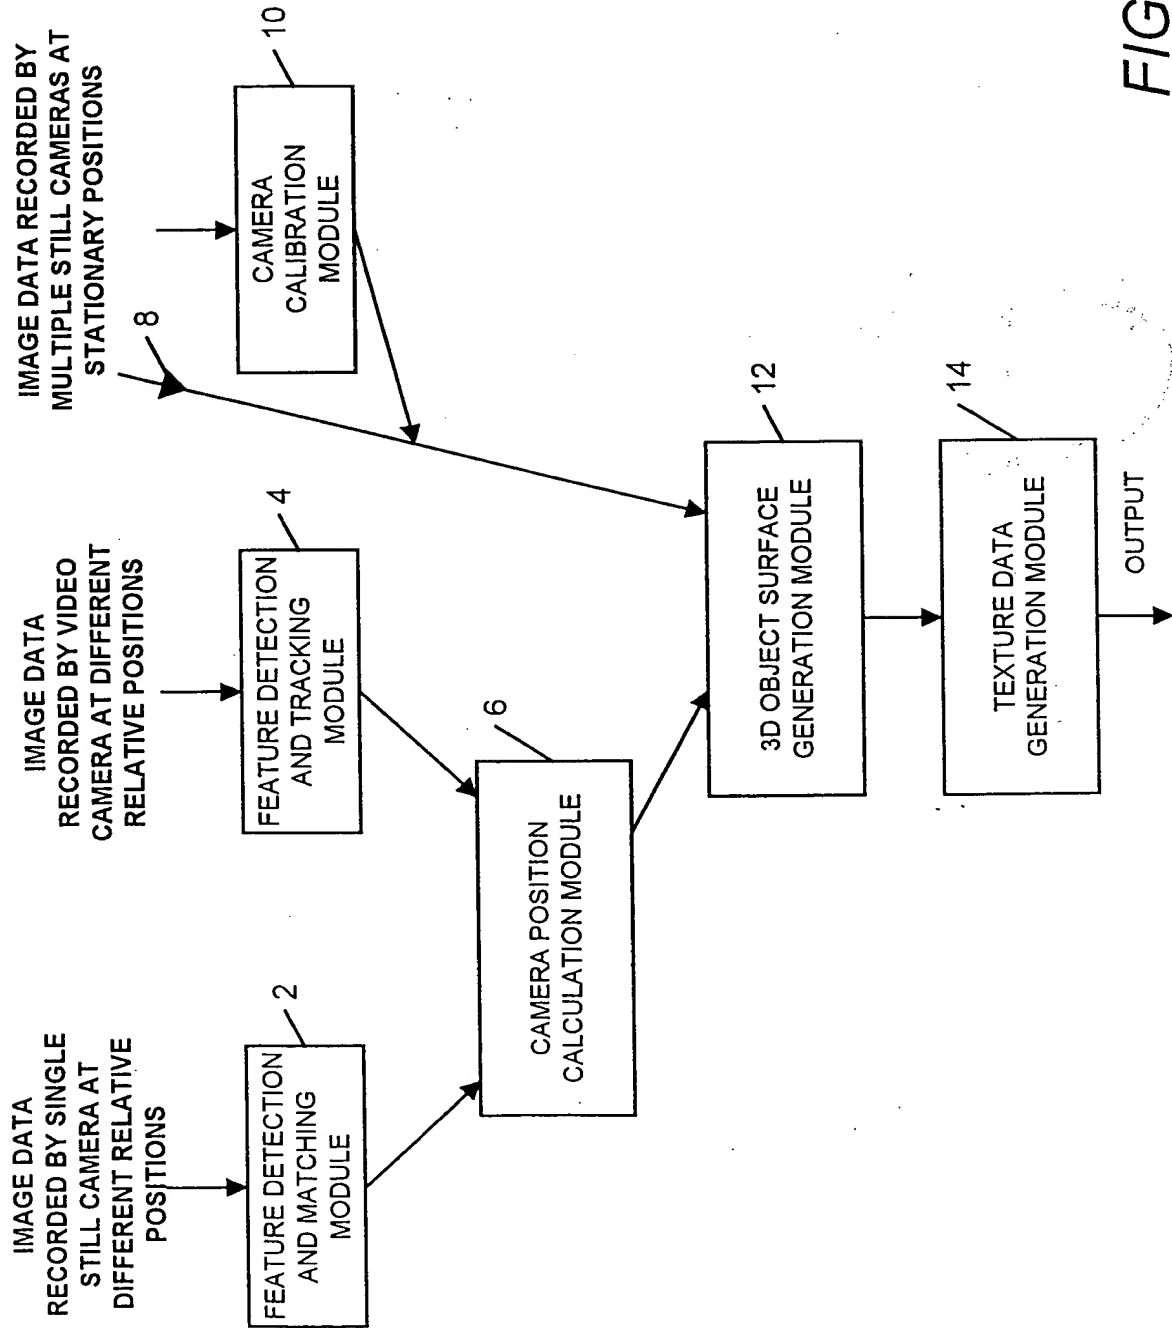 IMAGE DATA
RECORDED BY SINGLE
STILL CAMERA AT
DIFFERENT RELATIVE
POSITIONS
IMAGE DATA
RECORDED BY VIDEO
CAMERA AT DIFFERENT
RELATIVE POSITIONS
IMAGE DATA RECORDED BY
MULTIPLE STILL CAMERAS AT
STATIONARY POSITIONS
8
2
FEATURE DETECTION
AND MATCHING
MODULE
4
FEATURE DETECTION
AND TRACKING
MODULE
10
CAMERA
CALIBRATION
MODULE
6
CAMERA POSITION
CALCULATION MODULE
12
3D OBJECT SURFACE
GENERATION MODULE
14
TEXTURE DATA
GENERATION MODULE
OUTPUT
FIG